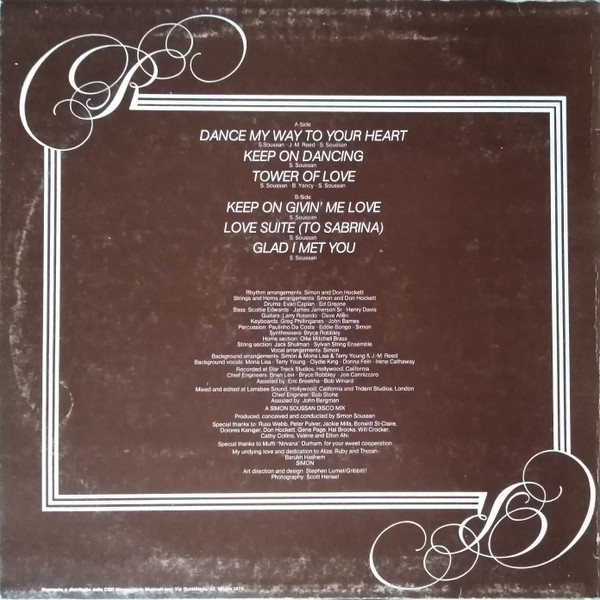 A-Side
DANCE MY WAY TO YOUR HEART
S.Soussan · J.-M. Reed · S. Soussan
KEEP ON DANCING
S. Soussan
TOWER OF LOVE
S. Soussan · B. Yancy · S. Soussan
B-Side
KEEP ON GIVIN' ME LOVE
S. Soussan
LOVE SUITE (TO SABRINA)
S. Soussan
GLAD I MET YOU
S. Soussan
Rhythm arrangements: Simon and Don Hockett
Strings and Horns arrangements: Simon and Don Hockett
Drums: Evart Caplan · Ed Greene
Bass: Scottie Edwards · James Jamerson Sr · Henry Davis
Guitars: Larry Rolando · Dave Allin
Keyboards: Greg Phillinganes · John Barnes
Percussion: Paulinho Da Costa · Eddie Bongo · Simon
Synthesisers: Bryce Robbley
Horns section: Ollie Mitchell Brass
String section: Jack Shulman · Sylvan String Ensemble
Vocal arrangements: Simon
Background arrangements: Simon & Mona Lisa & Terry Young & J.-M. Reed
Background vocals: Mona Lisa · Terry Young · Clydie King · Donna Fein · Irene Cathaway
Recorded at Star Track Studios, Hollywood, California
Chief Engineers: Brian Levi · Bryce Robbley · Joe Cannizzaro
Assisted by: Eric Breskha · Bob Winard
Mixed and edited at Larrabee Sound, Hollywood, California and Trident Studios, London
Chief Engineer: Bob Stone
Assisted by: John Bergman
A SIMON SOUSSAN DISCO MIX
Produced, conceived and conducted by Simon Soussan
Special thanks to: Russ Webb, Peter Pulver, Jackie Mills, Bonwitt St-Claire,
Dolores Kaniger, Don Hockett, Gene Page, Hal Brooks, Will Crocker,
Cathy Collins, Valerie and Elton Ahi.
Special thanks to Muffi "Nirvana" Durham, for your sweet cooperation.
My undying love and dedication to Aliza, Ruby and Thorah ·
Barukh Hashem
SIMON
Art direction and design: Stephen Lumel/Gribbitt!
Photography: Scott Hensel